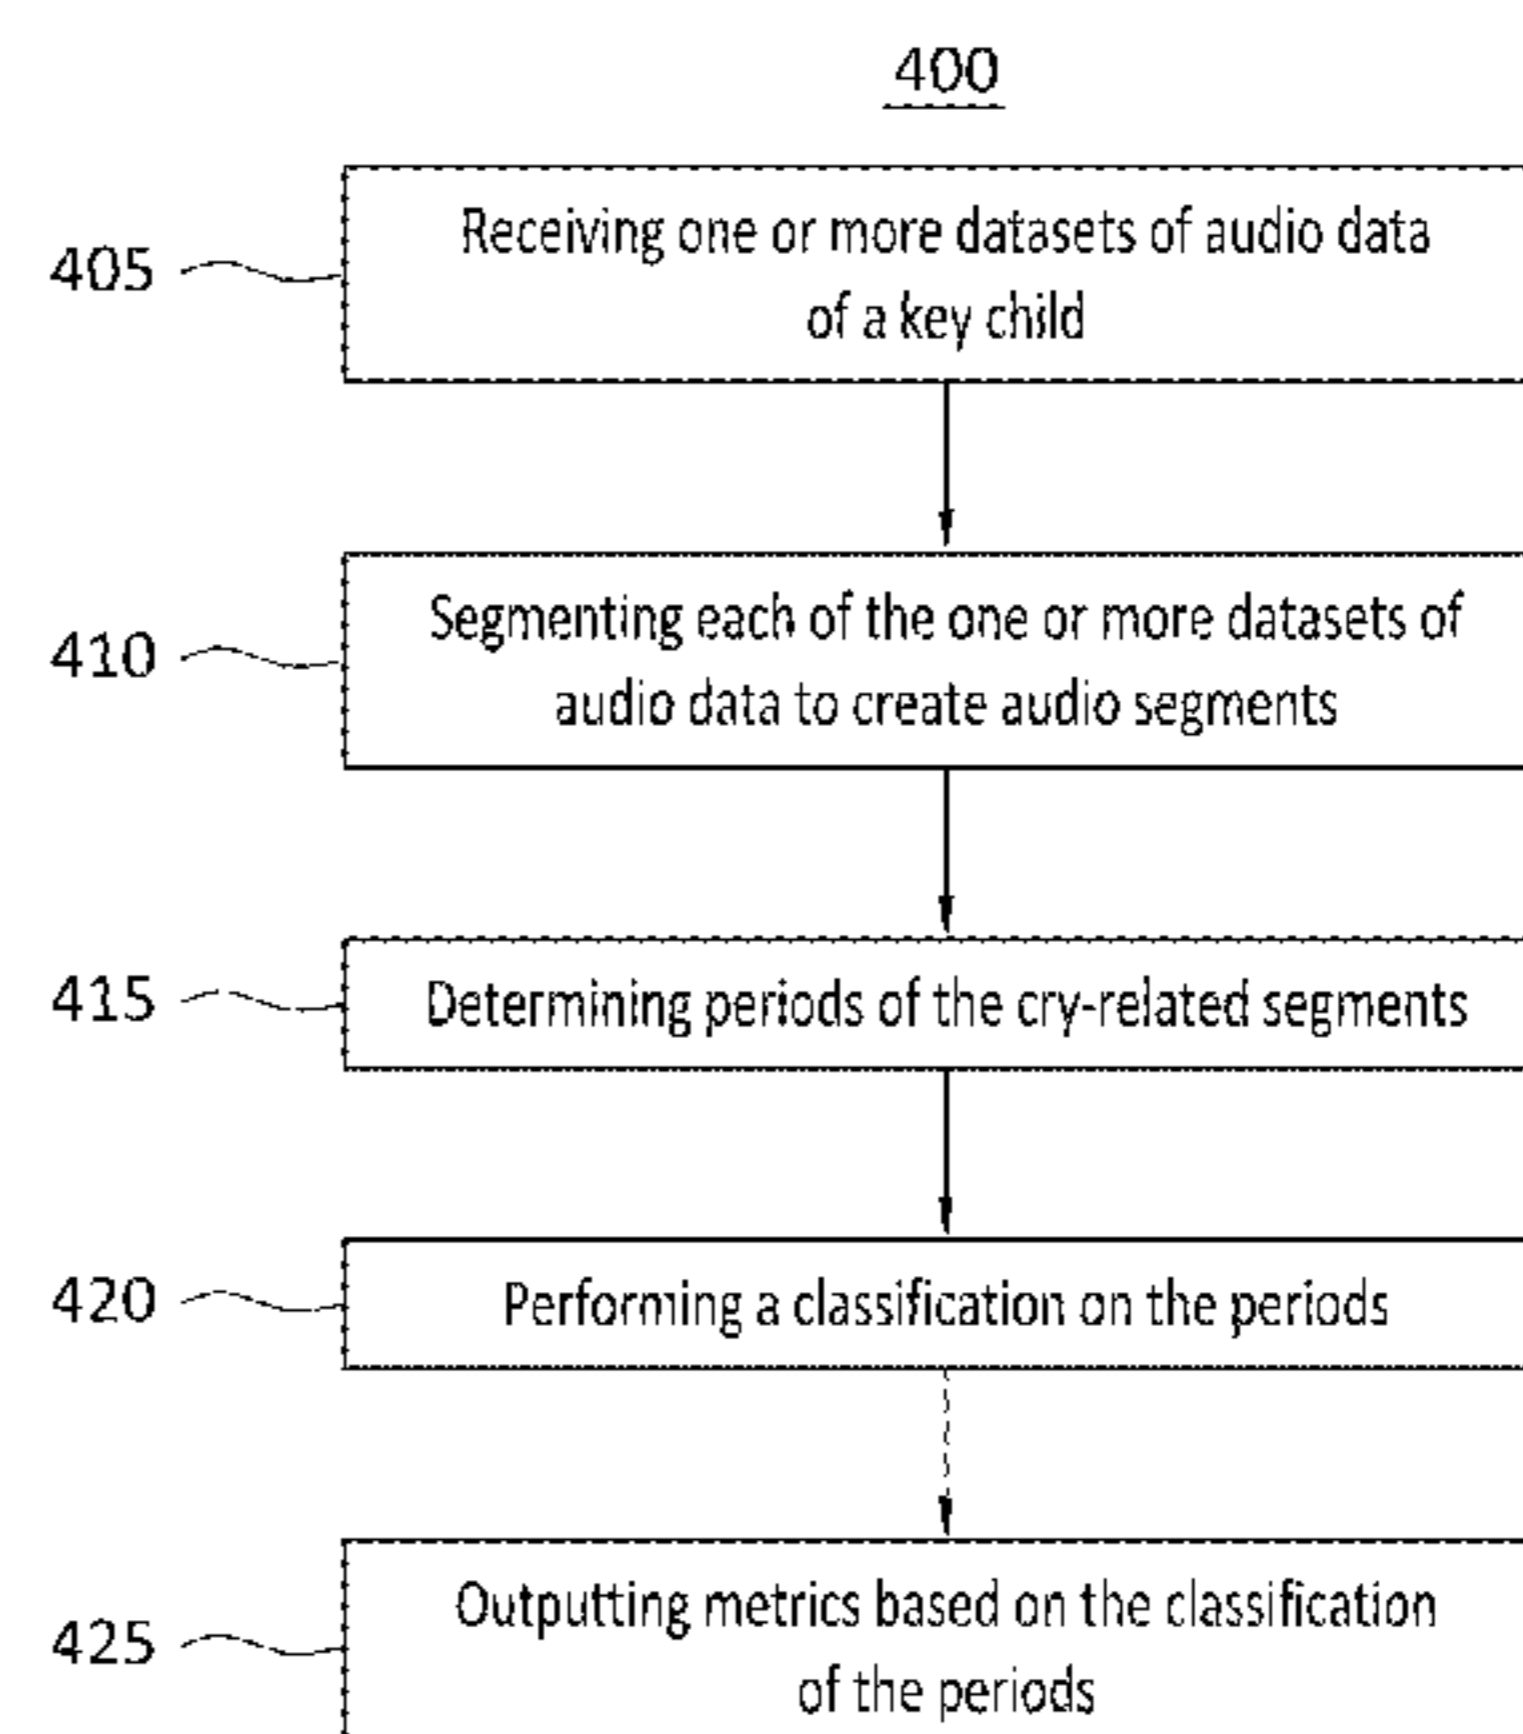 400
405
Receiving one or more datasets of audio data
of a key child
410
Segmenting each of the one or more datasets of
audio data to create audio segments
415
Determining periods of the cry-related segments
420
Performing a classification on the periods
425
Outputting metrics based on the classification
of the periods